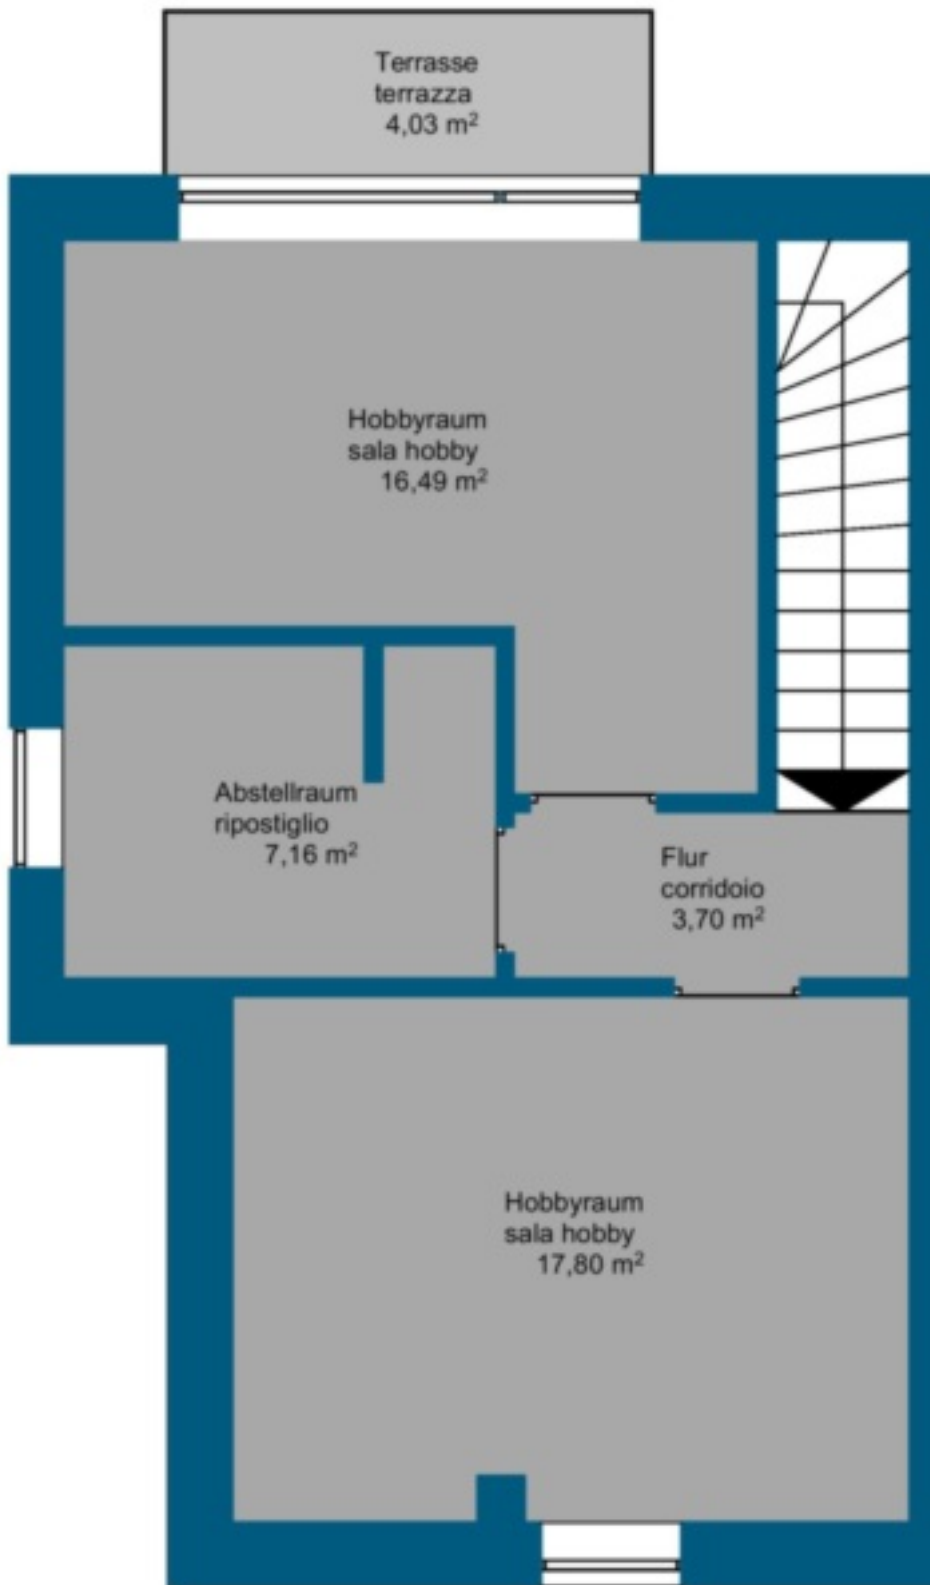 Terrasse
terrazza
4,03 m²
Hobbyraum
sala hobby
16,49 m²
Abstellraum
ripostiglio
7,16 m²
Flur
corridoio
3,70 m²
Hobbyraum
sala hobby
17,80 m²